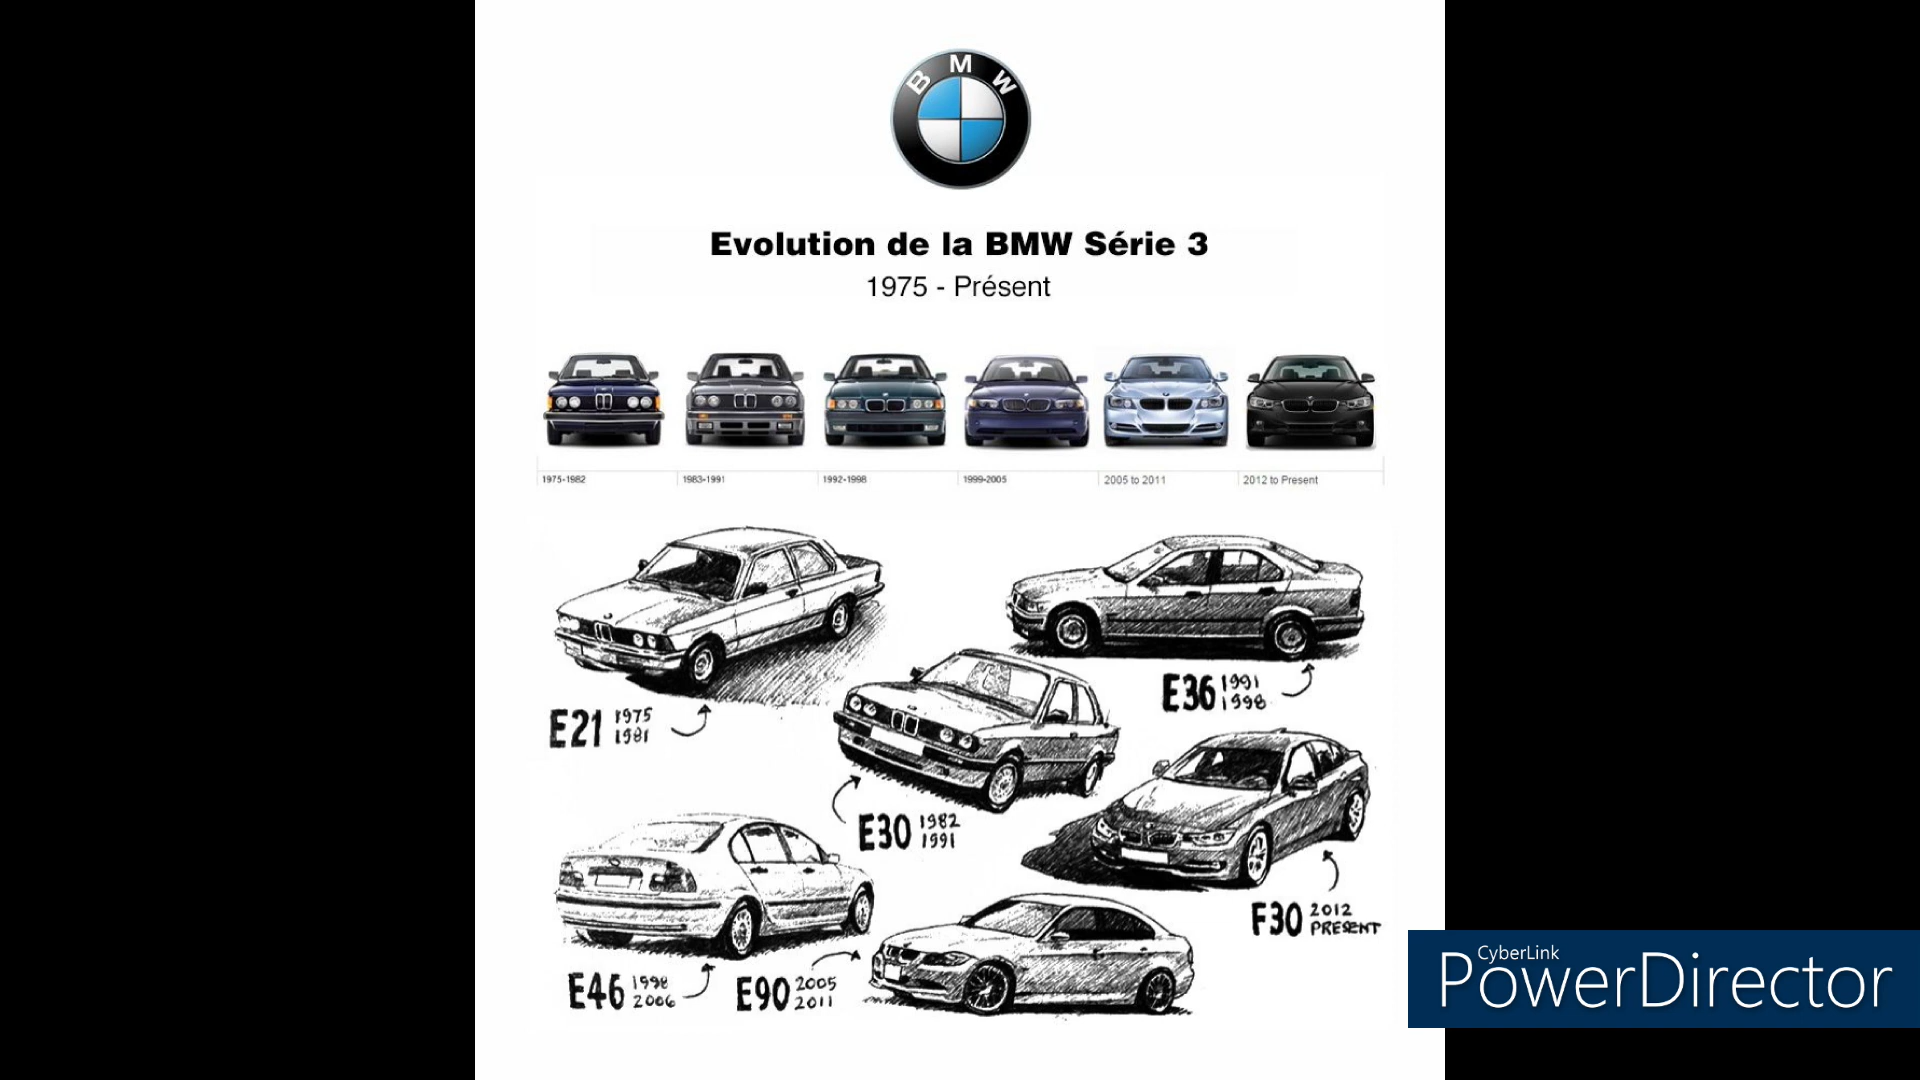 BMW
Evolution de la BMW Série 3
1975 - Présent
1975-1982
1983-1991
1992-1998
1999-2005
2005 to 2011
2012 to Present
E21 1975
1981
E36 1991
1998
E30 1982
1991
F30 2012
PRESENT
E46 1998
2006
E90 2005
2011
CyberLink
PowerDirector